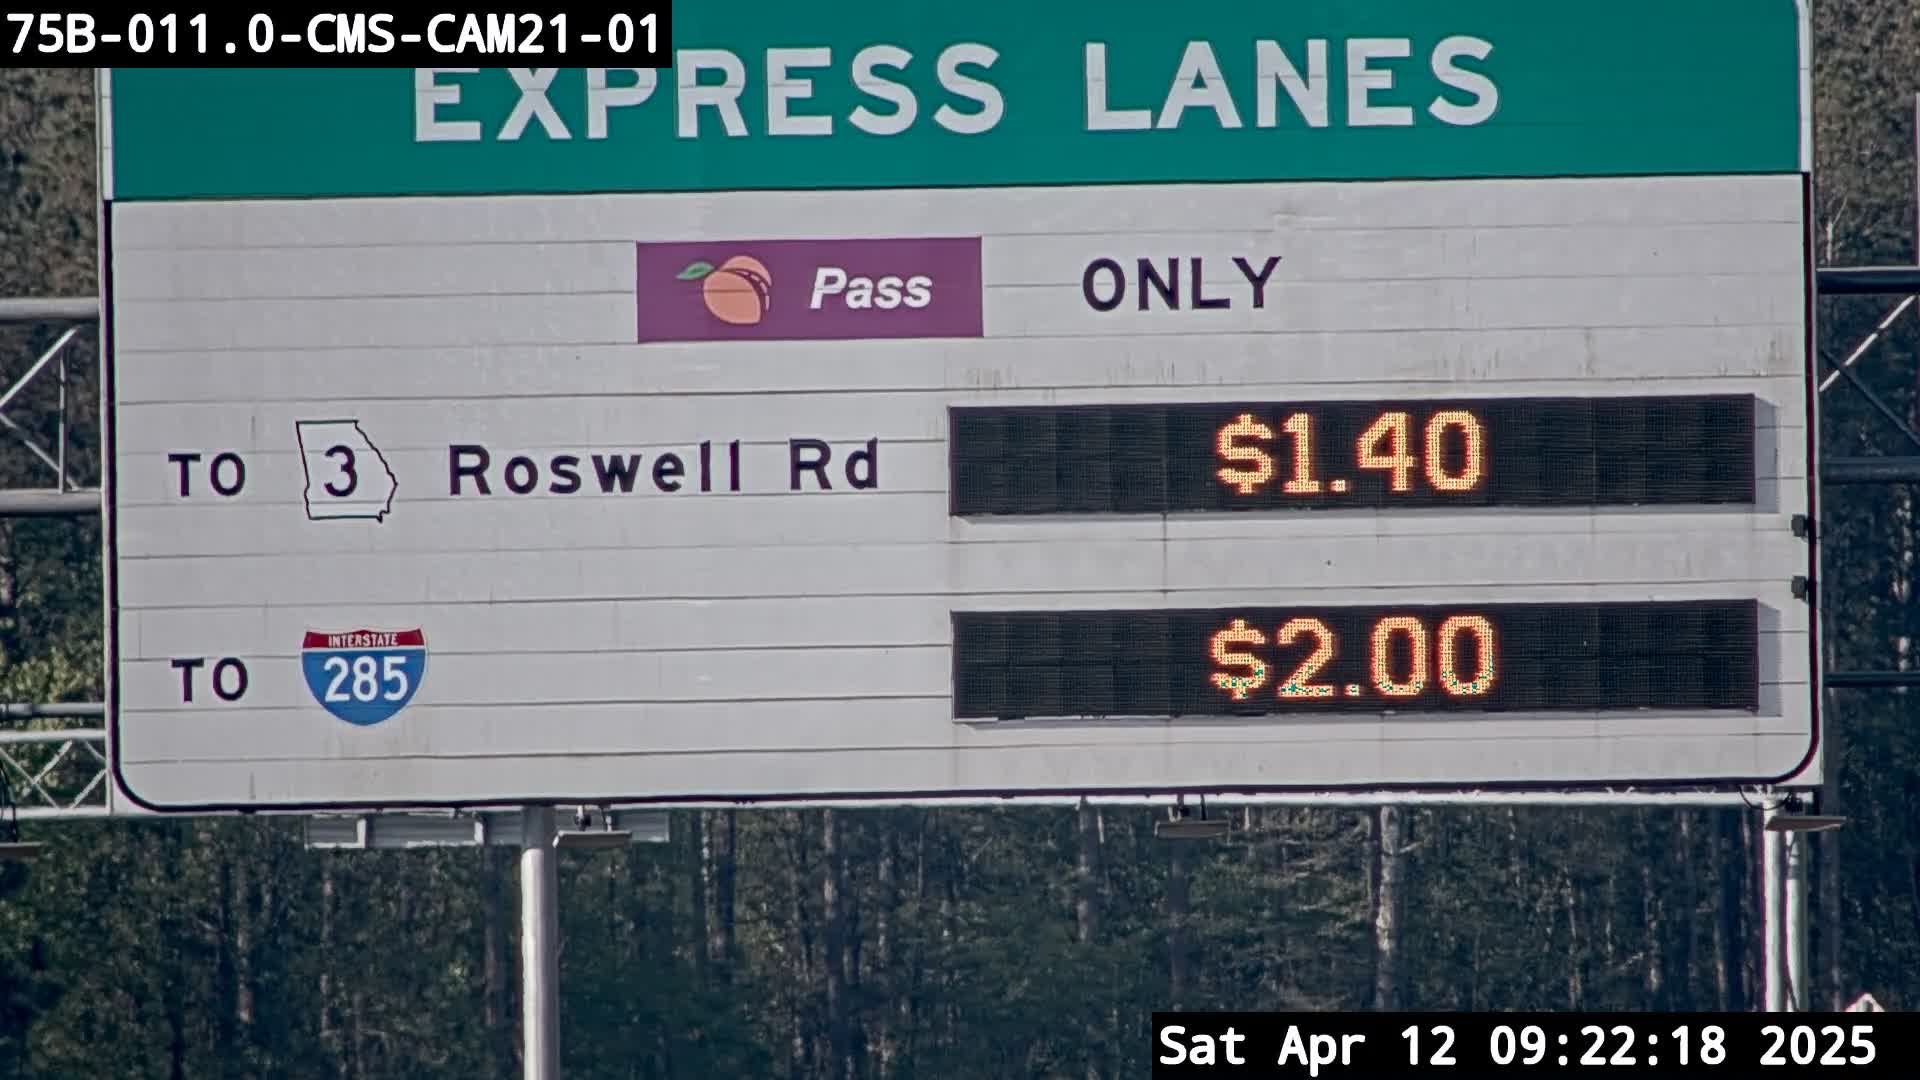 75B-011.0-CMS-CAM21-01
EXPRESS LANES
Pass ONLY
TO 3 Roswell Rd $1.40
TO INTERSTATE 285 $2.00
Sat Apr 12 09:22:18 2025